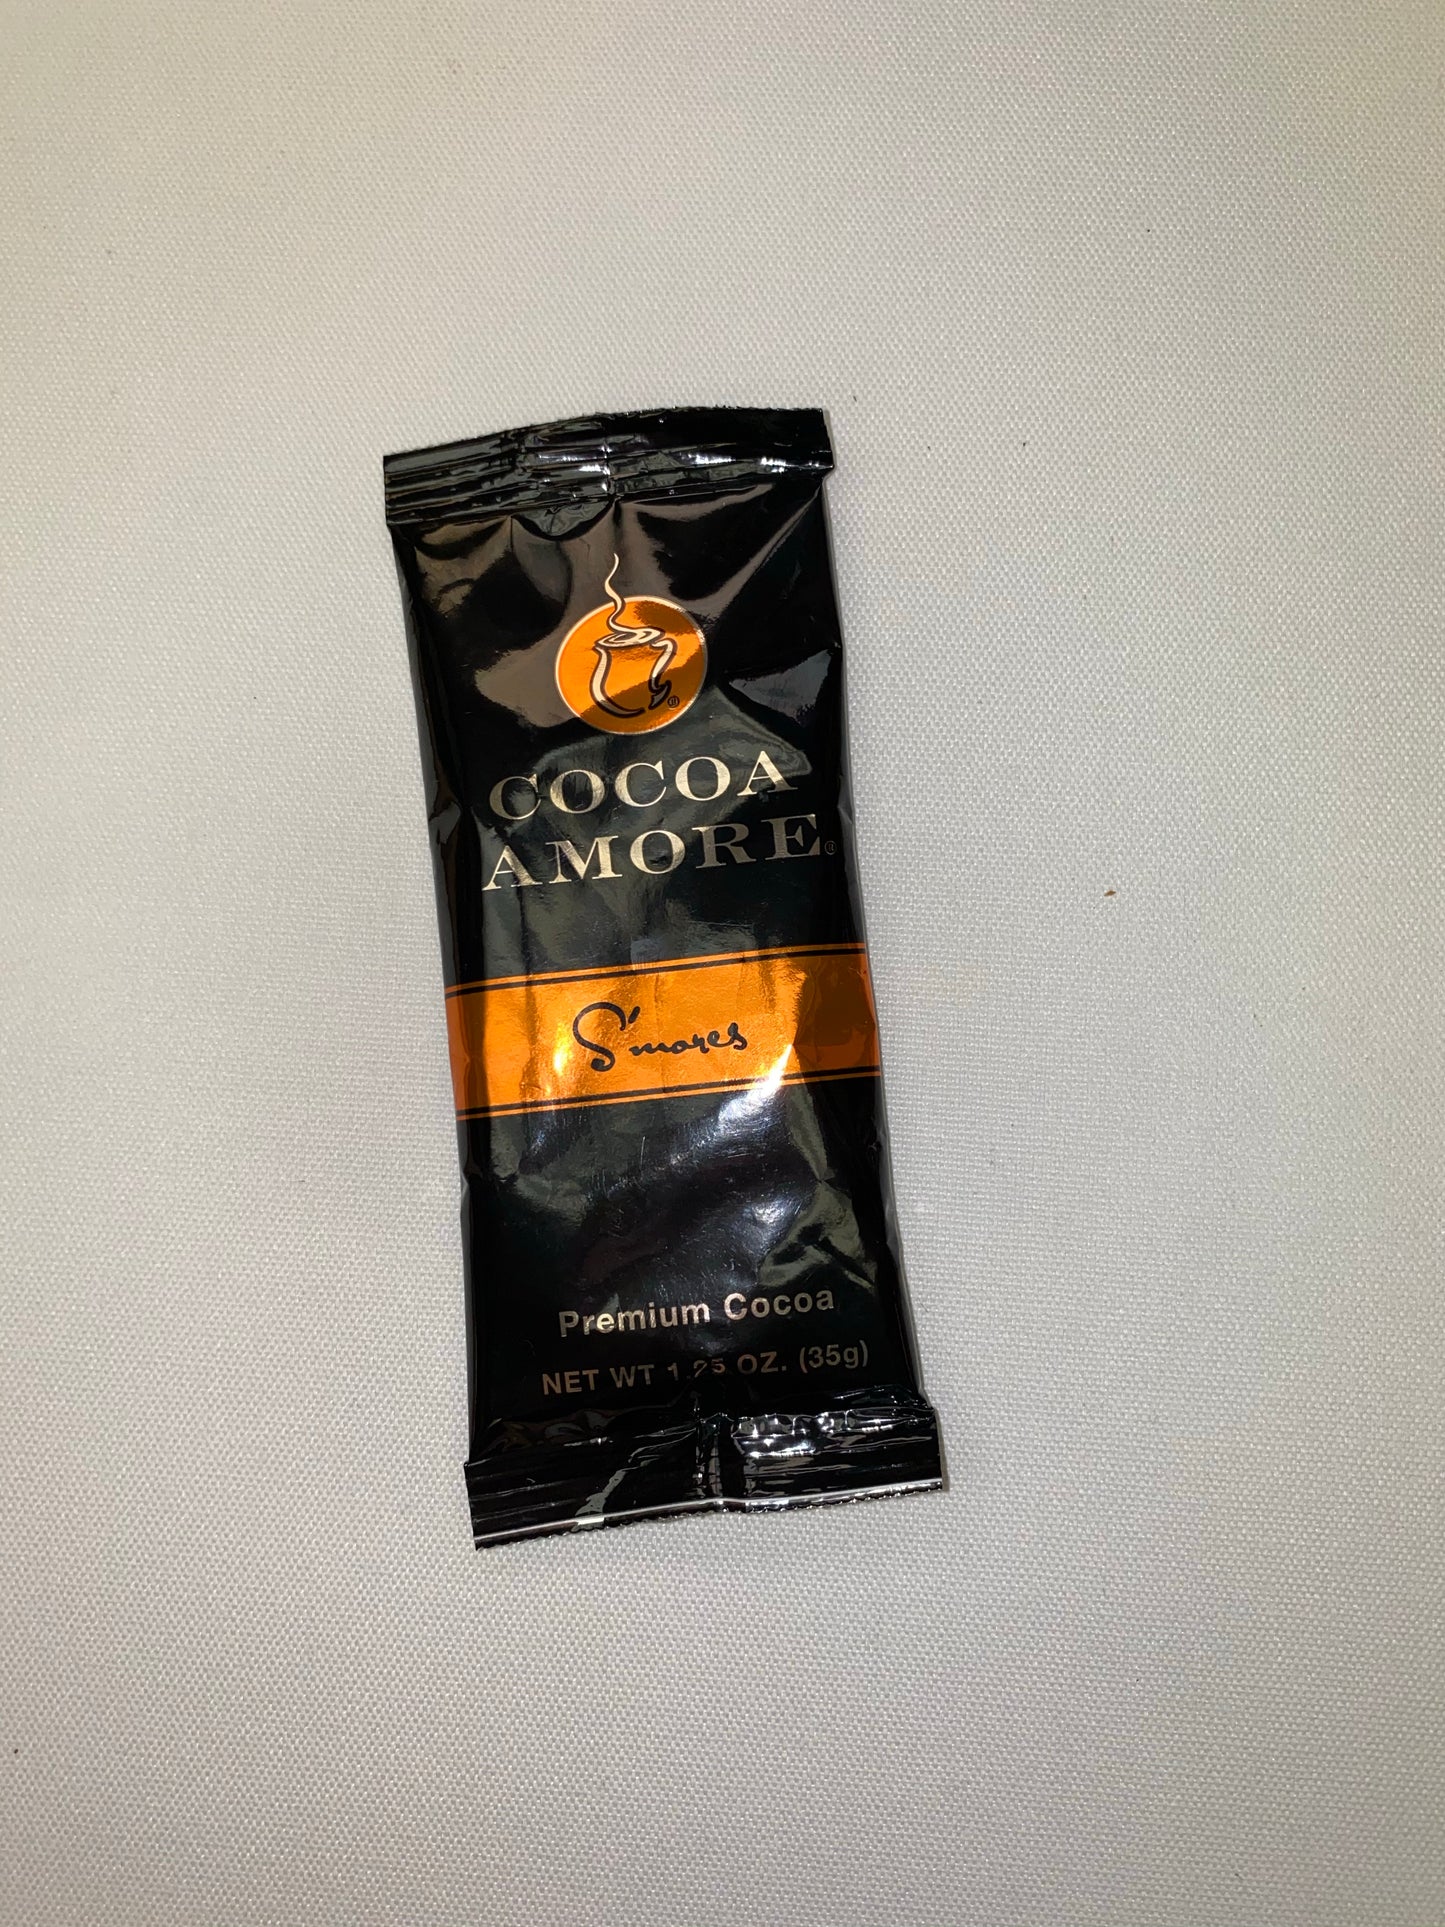 COCOA
AMORE®
S'mores
Premium Cocoa
NET WT 1.25 OZ. (35g)